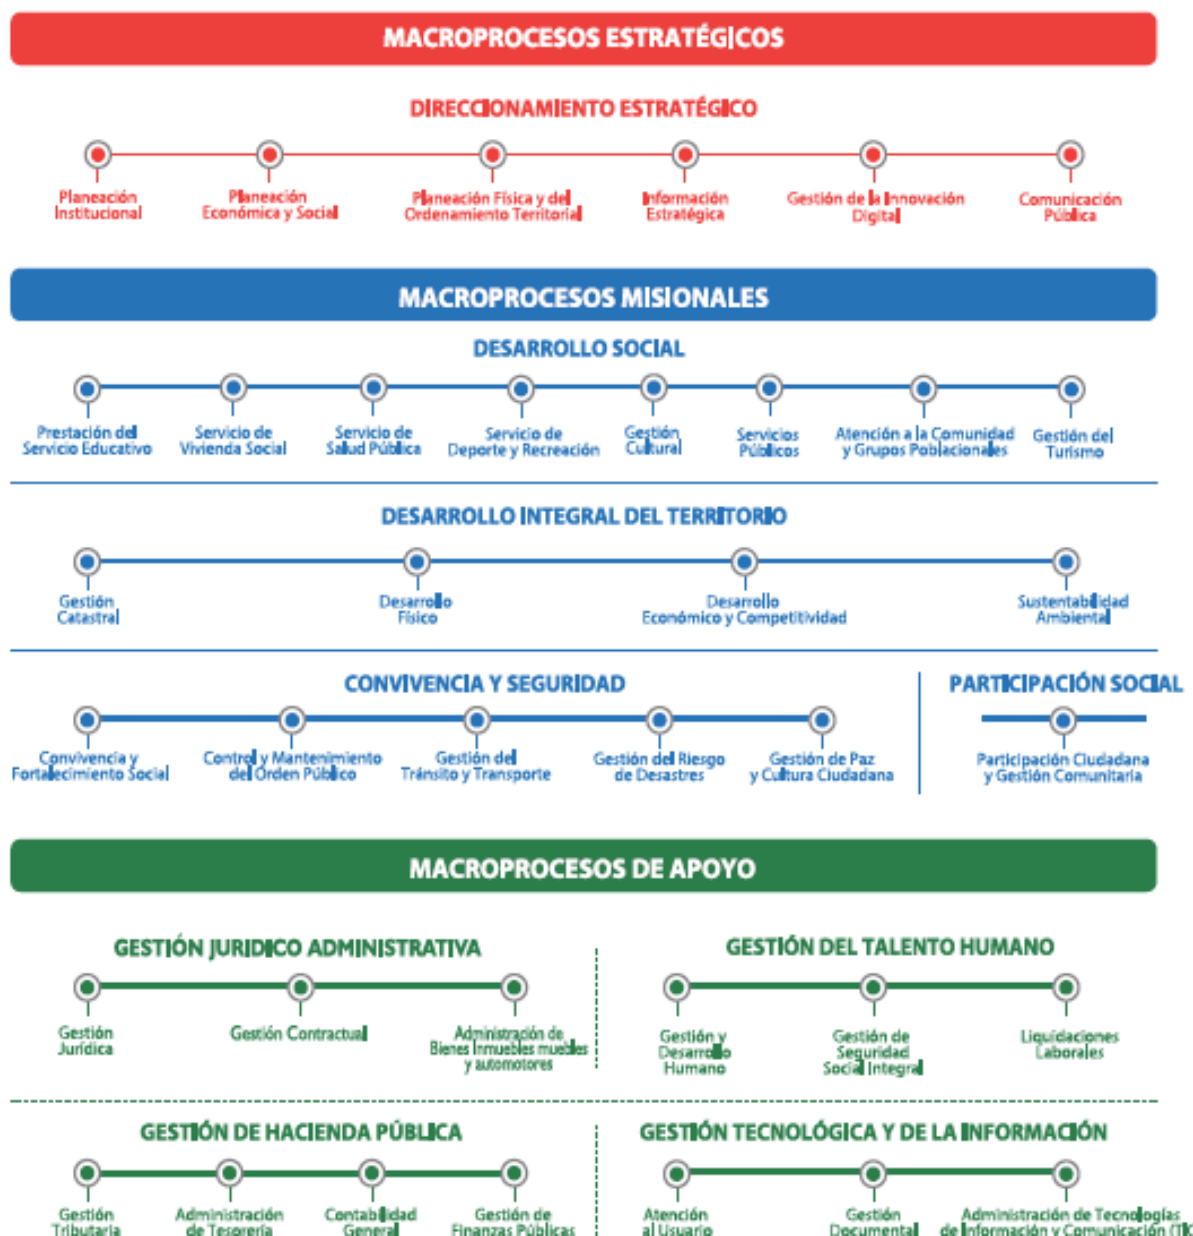 MACROPROCESOS ESTRATÉGICOS
DIRECCIONAMIENTO ESTRATÉGICO
Planeación
Institucional
Planeación
Económica y Social
Planeación Física y del
Ordenamiento Territorial
Información
Estratégica
Gestión de la Innovación
Digital
Comunicación
Pública
MACROPROCESOS MISIONALES
DESARROLLO SOCIAL
Prestación del
Servicio Educativo
Servicio de
Vivienda Social
Servicio de
Salud Pública
Servicio de
Deporte y Recreación
Gestión
Cultural
Servicios
Públicos
Atención a la Comunidad
y Grupos Poblacionales
Gestión del
Turismo
DESARROLLO INTEGRAL DEL TERRITORIO
Gestión
Catastral
Desarrollo
Físico
Desarrollo
Económico y Competitividad
Sustentabilidad
Ambiental
CONVIVENCIA Y SEGURIDAD
Convivencia y
Fortalecimiento Social
Control y Mantenimiento
del Orden Público
Gestión del
Tránsito y Transporte
Gestión del Riesgo
de Desastres
Gestión de Paz
y Cultura Ciudadana
PARTICIPACIÓN SOCIAL
Participación Ciudadana
y Gestión Comunitaria
MACROPROCESOS DE APOYO
GESTIÓN JURIDICO ADMINISTRATIVA
Gestión
Jurídica
Gestión Contractual
Administración de
Bienes Inmuebles muebles
y automotores
GESTIÓN DEL TALENTO HUMANO
Gestión y
Desarrollo
Humano
Gestión de
Seguridad
Social Integral
Liquidaciones
Laborales
GESTIÓN DE HACIENDA PÚBLICA
Gestión
Tributaria
Administración
de Tesorería
Contabilidad
General
Gestión de
Finanzas Públicas
GESTIÓN TECNOLÓGICA Y DE LA INFORMACIÓN
Atención
al Usuario
Gestión
Documental
Administración de Tecnologías
de Información y Comunicación (TIC